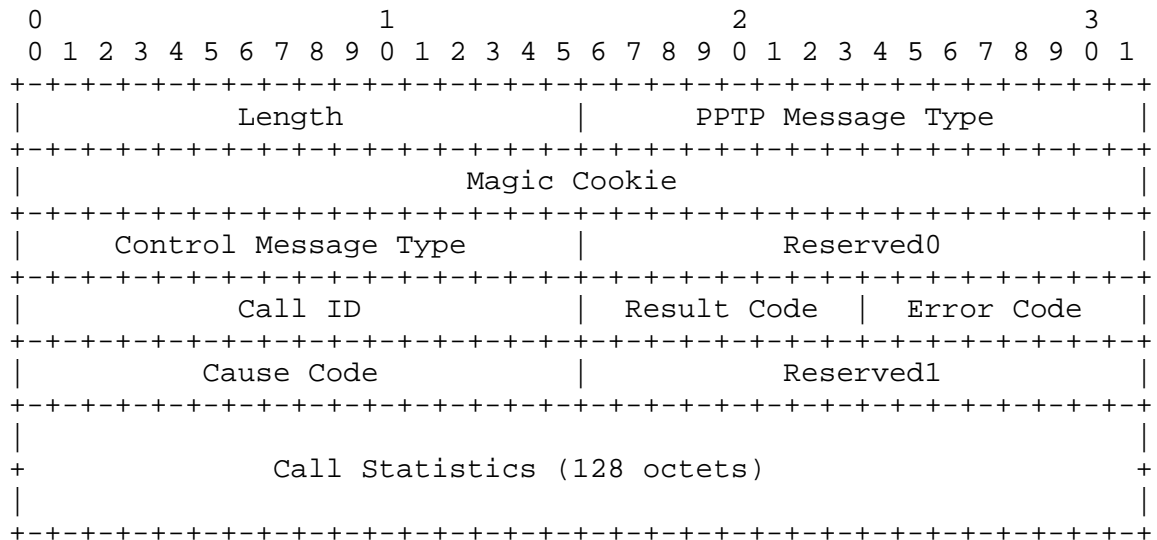 0                   1                   2                   3
 0 1 2 3 4 5 6 7 8 9 0 1 2 3 4 5 6 7 8 9 0 1 2 3 4 5 6 7 8 9 0 1
+-+-+-+-+-+-+-+-+-+-+-+-+-+-+-+-+-+-+-+-+-+-+-+-+-+-+-+-+-+-+-+-+
|            Length             |      PPTP Message Type        |
+-+-+-+-+-+-+-+-+-+-+-+-+-+-+-+-+-+-+-+-+-+-+-+-+-+-+-+-+-+-+-+-+
|                         Magic Cookie                          |
+-+-+-+-+-+-+-+-+-+-+-+-+-+-+-+-+-+-+-+-+-+-+-+-+-+-+-+-+-+-+-+-+
|     Control Message Type      |           Reserved0           |
+-+-+-+-+-+-+-+-+-+-+-+-+-+-+-+-+-+-+-+-+-+-+-+-+-+-+-+-+-+-+-+-+
|            Call ID            |  Result Code  |  Error Code   |
+-+-+-+-+-+-+-+-+-+-+-+-+-+-+-+-+-+-+-+-+-+-+-+-+-+-+-+-+-+-+-+-+
|          Cause Code           |           Reserved1           |
+-+-+-+-+-+-+-+-+-+-+-+-+-+-+-+-+-+-+-+-+-+-+-+-+-+-+-+-+-+-+-+-+
|                                                               |
+              Call Statistics (128 octets)                     +
|                                                               |
+-+-+-+-+-+-+-+-+-+-+-+-+-+-+-+-+-+-+-+-+-+-+-+-+-+-+-+-+-+-+-+-+